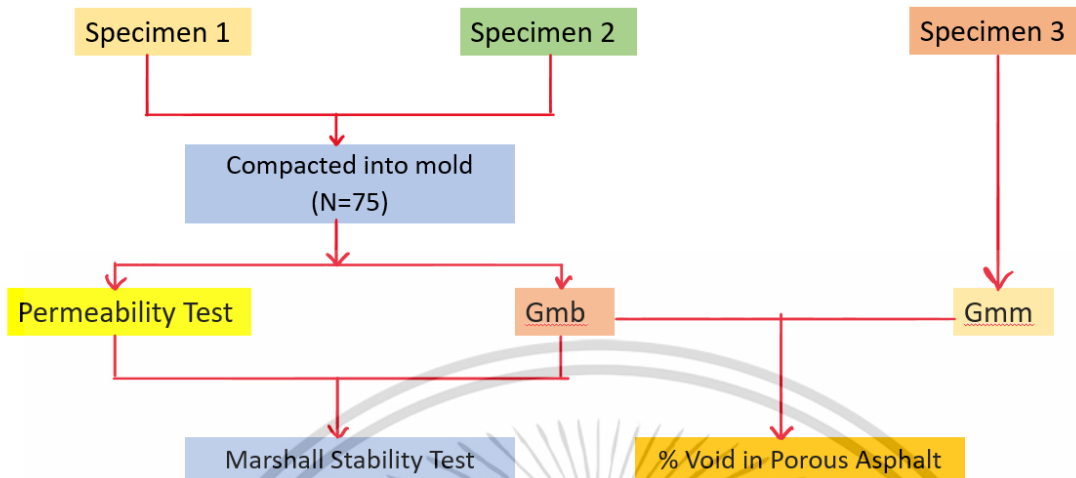 Specimen 1
Specimen 2
Specimen 3
Compacted into mold
(N=75)
Permeability Test
Gmb
Gmm
Marshall Stability Test
% Void in Porous Asphalt